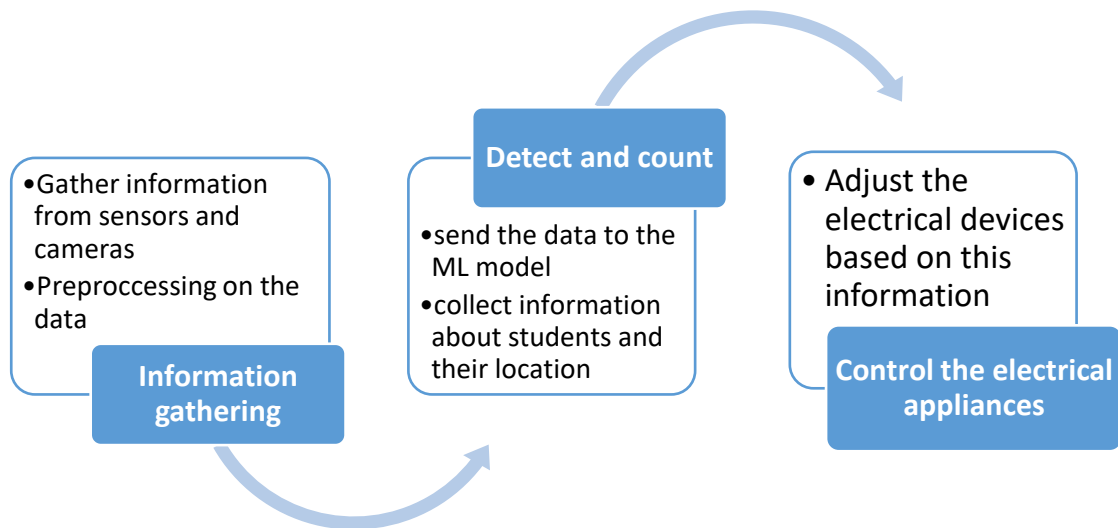 •Gather information
from sensors and
cameras
•Preproccessing on the
data
Information
gathering
Detect and count
•send the data to the
ML model
•collect information
about students and
their location
• Adjust the
electrical devices
based on this
information
Control the electrical
appliances